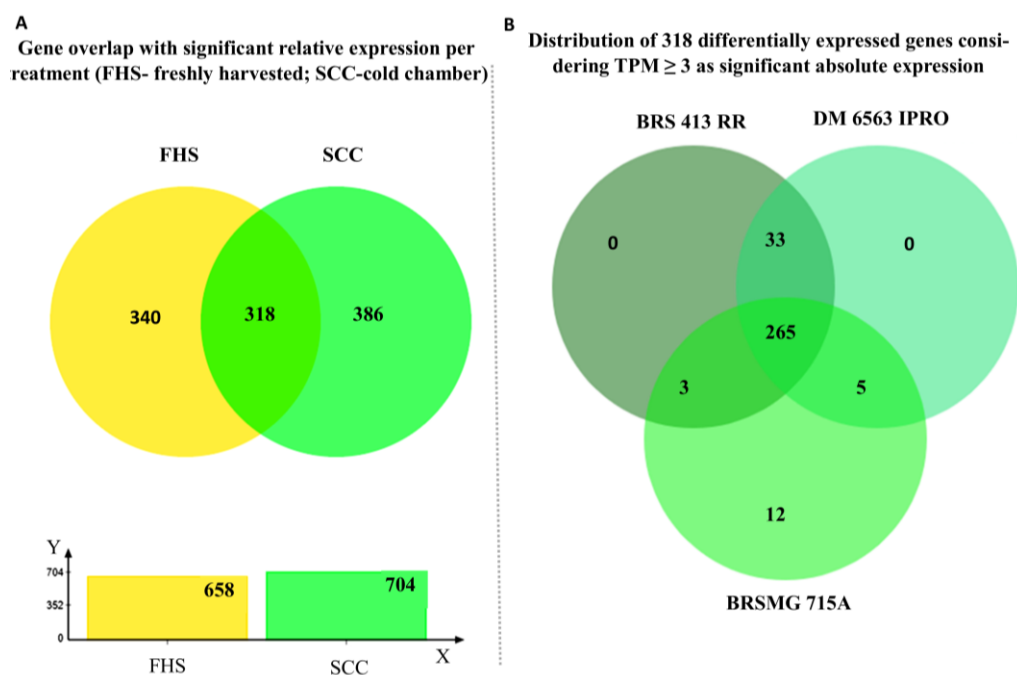 A
Gene overlap with significant relative expression per
reatment (FHS- freshly harvested; SCC-cold chamber)
FHS
SCC
340
318
386
Y
704
352
0
658
704
FHS
SCC
X
B
Distribution of 318 differentially expressed genes consi-
dering TPM ≥ 3 as significant absolute expression
BRS 413 RR
DM 6563 IPRO
0
33
0
265
3
5
12
BRSMG 715A